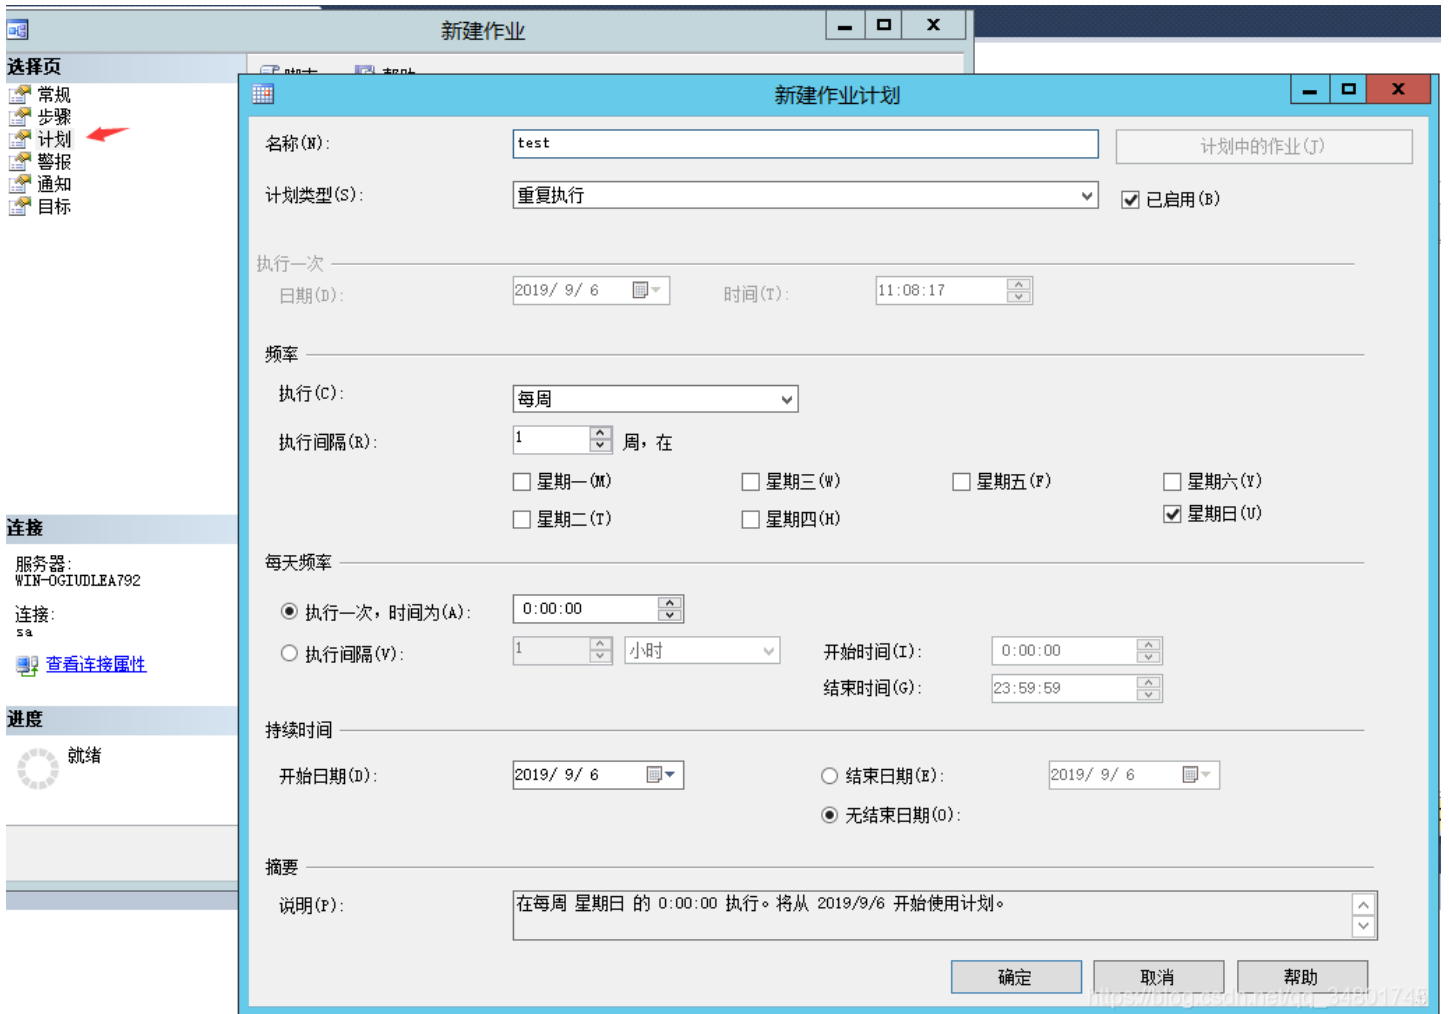 新建作业
选择页
脚本 帮助
常规
步骤
计划
警报
通知
目标
连接
服务器:
WIN-OGIUDLEA792
连接:
sa
查看连接属性
进度
就绪
新建作业计划
名称(N): test 计划中的作业(J)
计划类型(S): 重复执行 已启用(B)
执行一次
日期(D): 2019/ 9/ 6 时间(T): 11:08:17
频率
执行(C): 每周
执行间隔(R): 1 周，在
星期一(M) 星期三(W) 星期五(F) 星期六(Y)
星期二(T) 星期四(H) 星期日(U)
每天频率
执行一次，时间为(A): 0:00:00
执行间隔(V): 1 小时 开始时间(I): 0:00:00
结束时间(G): 23:59:59
持续时间
开始日期(D): 2019/ 9/ 6 结束日期(E): 2019/ 9/ 6
无结束日期(O):
摘要
说明(P): 在每周 星期日 的 0:00:00 执行。将从 2019/9/6 开始使用计划。
确定 取消 帮助
https://blog.csdn.net/qq_34801745